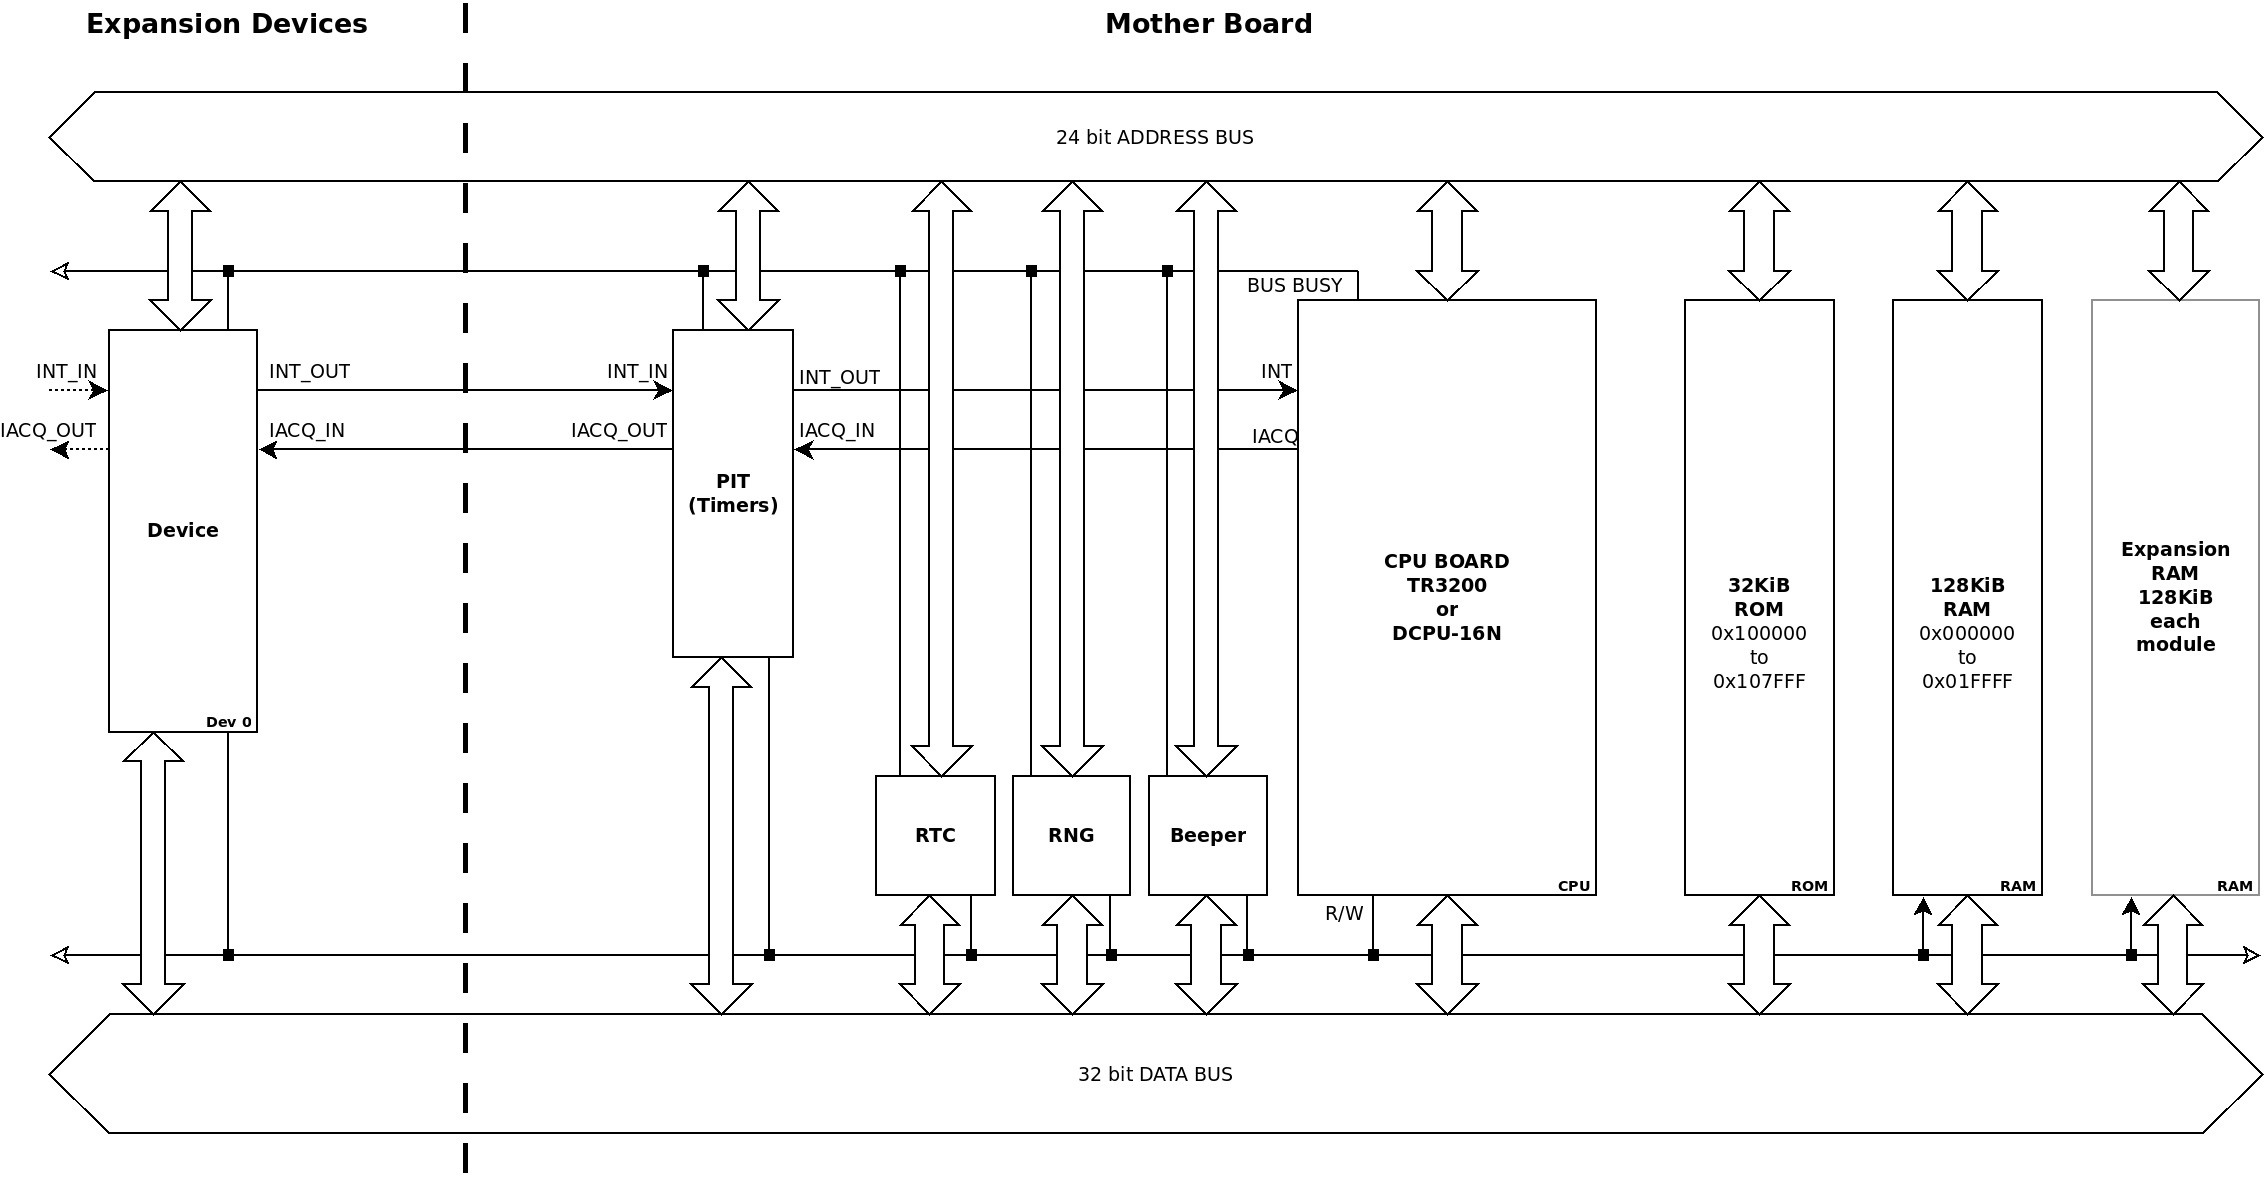 Expansion Devices
Mother Board
24 bit ADDRESS BUS
BUS BUSY
INT_IN
INT_OUT
INT_IN
INT_OUT
INT
IACQ_OUT
IACQ_IN
IACQ_OUT
IACQ_IN
IACQ
Device
Dev 0
PIT
(Timers)
RTC
RNG
Beeper
CPU BOARD
TR3200
or
DCPU-16N
CPU
R/W
32KiB
ROM
0x100000
to
0x107FFF
ROM
128KiB
RAM
0x000000
to
0x01FFFF
RAM
Expansion
RAM
128KiB
each
module
RAM
32 bit DATA BUS